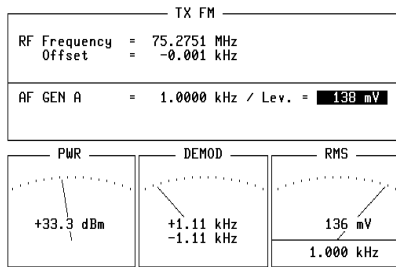 TX FM
RF Frequency = 75.2751 MHz
Offset = -0.001 kHz
AF GEN A = 1.0000 kHz / Lev. = 138 mV
PWR DEMOD RMS
+33.3 dBm +1.11 kHz 136 mV
-1.11 kHz
1.000 kHz